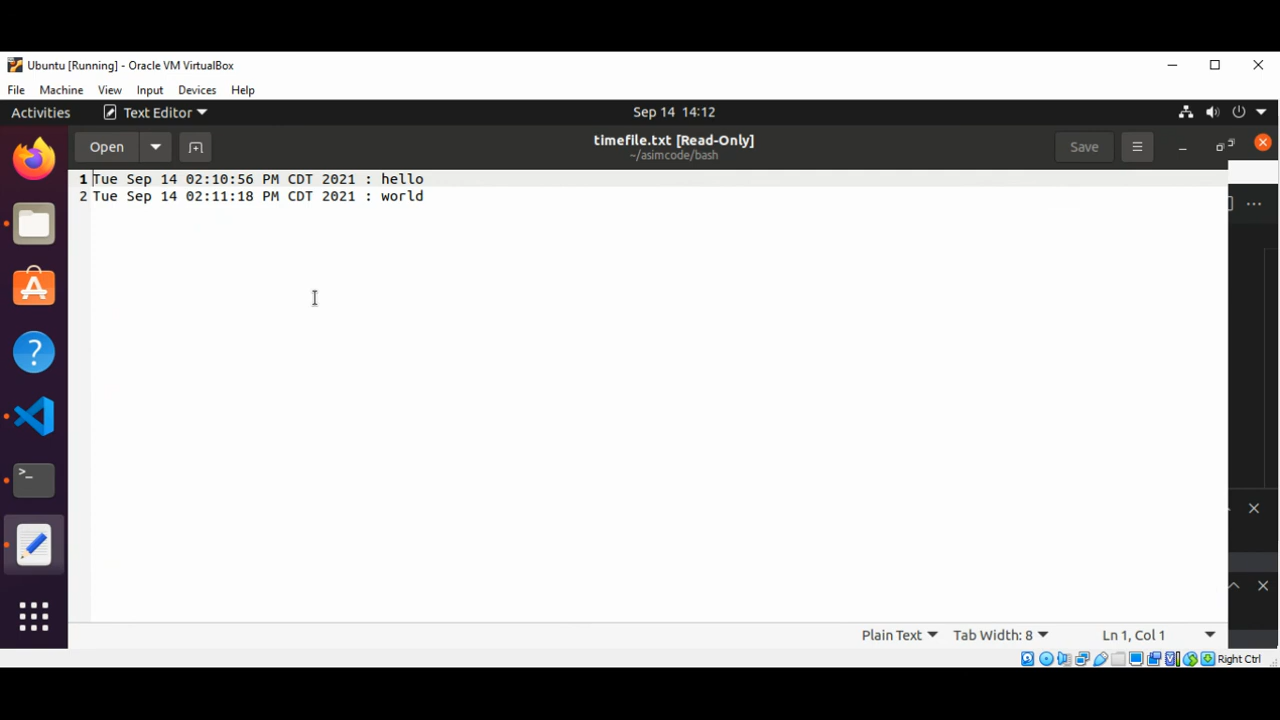 Ubuntu [Running] - Oracle VM VirtualBox
File Machine View Input Devices Help
Activities Text Editor Sep 14 14:12
Open timefile.txt [Read-Only] Save
~/asimcode/bash
1 Tue Sep 14 02:10:56 PM CDT 2021 : hello
2 Tue Sep 14 02:11:18 PM CDT 2021 : world
Plain Text Tab Width: 8 Ln 1, Col 1
Right Ctrl